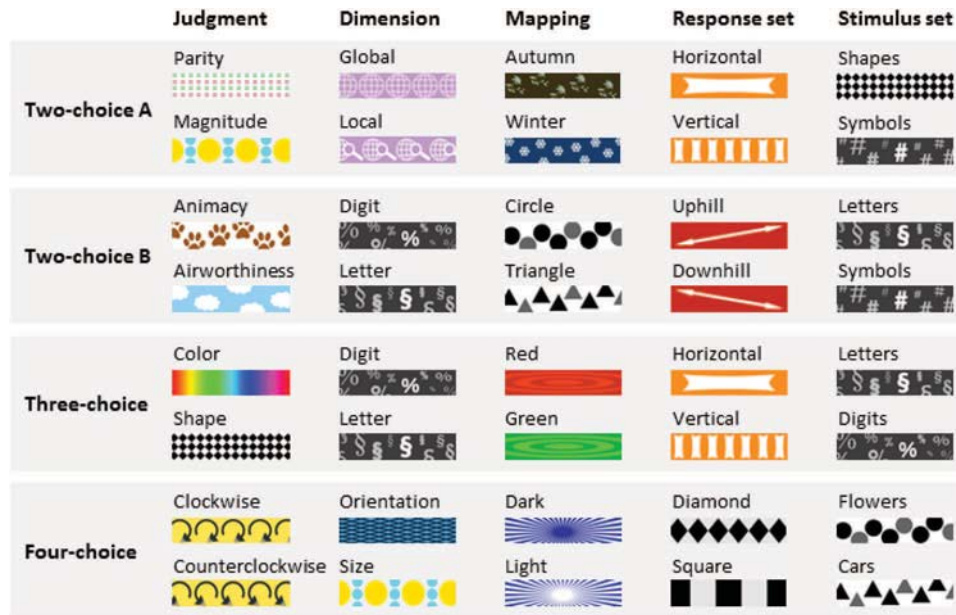 Judgment Dimension Mapping Response set Stimulus set
Two-choice A
Parity Global Autumn Horizontal Shapes
Magnitude Local Winter Vertical Symbols
Two-choice B
Animacy Digit Circle Uphill Letters
Airworthiness Letter Triangle Downhill Symbols
Three-choice
Color Digit Red Horizontal Letters
Shape Letter Green Vertical Digits
Four-choice
Clockwise Orientation Dark Diamond Flowers
Counterclockwise Size Light Square Cars